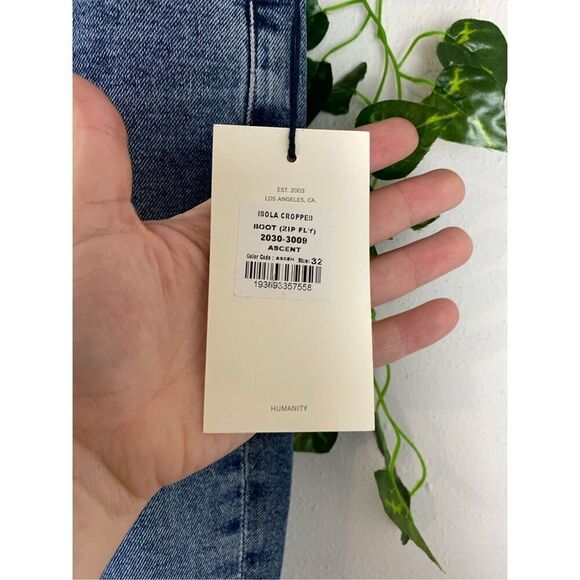 EST. 2003
LOS ANGELES, CA.
ISOLA CROPPED
BOOT (ZIP FLY)
2030-3009
ASCENT
Color Code : ASCEN Size: 32
193693357558
HUMANITY